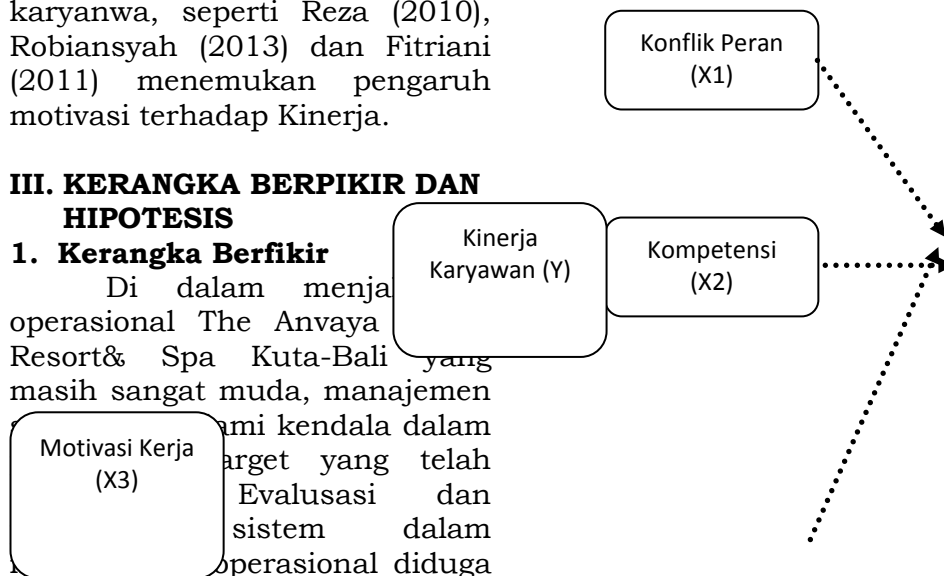 karyanwa, seperti Reza (2010),
Robiansyah (2013) dan Fitriani
(2011) menemukan pengaruh
motivasi terhadap Kinerja.
III. KERANGKA BERPIKIR DAN
HIPOTESIS
1. Kerangka Berfikir
Di dalam menja
operasional The Anvaya
Resort& Spa Kuta-Bali yang
masih sangat muda, manajemen
ami kendala dalam
arget yang telah
Evalusasi dan
sistem dalam
operasional diduga
Konflik Peran
(X1)
Kinerja
Karyawan (Y)
Kompetensi
(X2)
Motivasi Kerja
(X3)